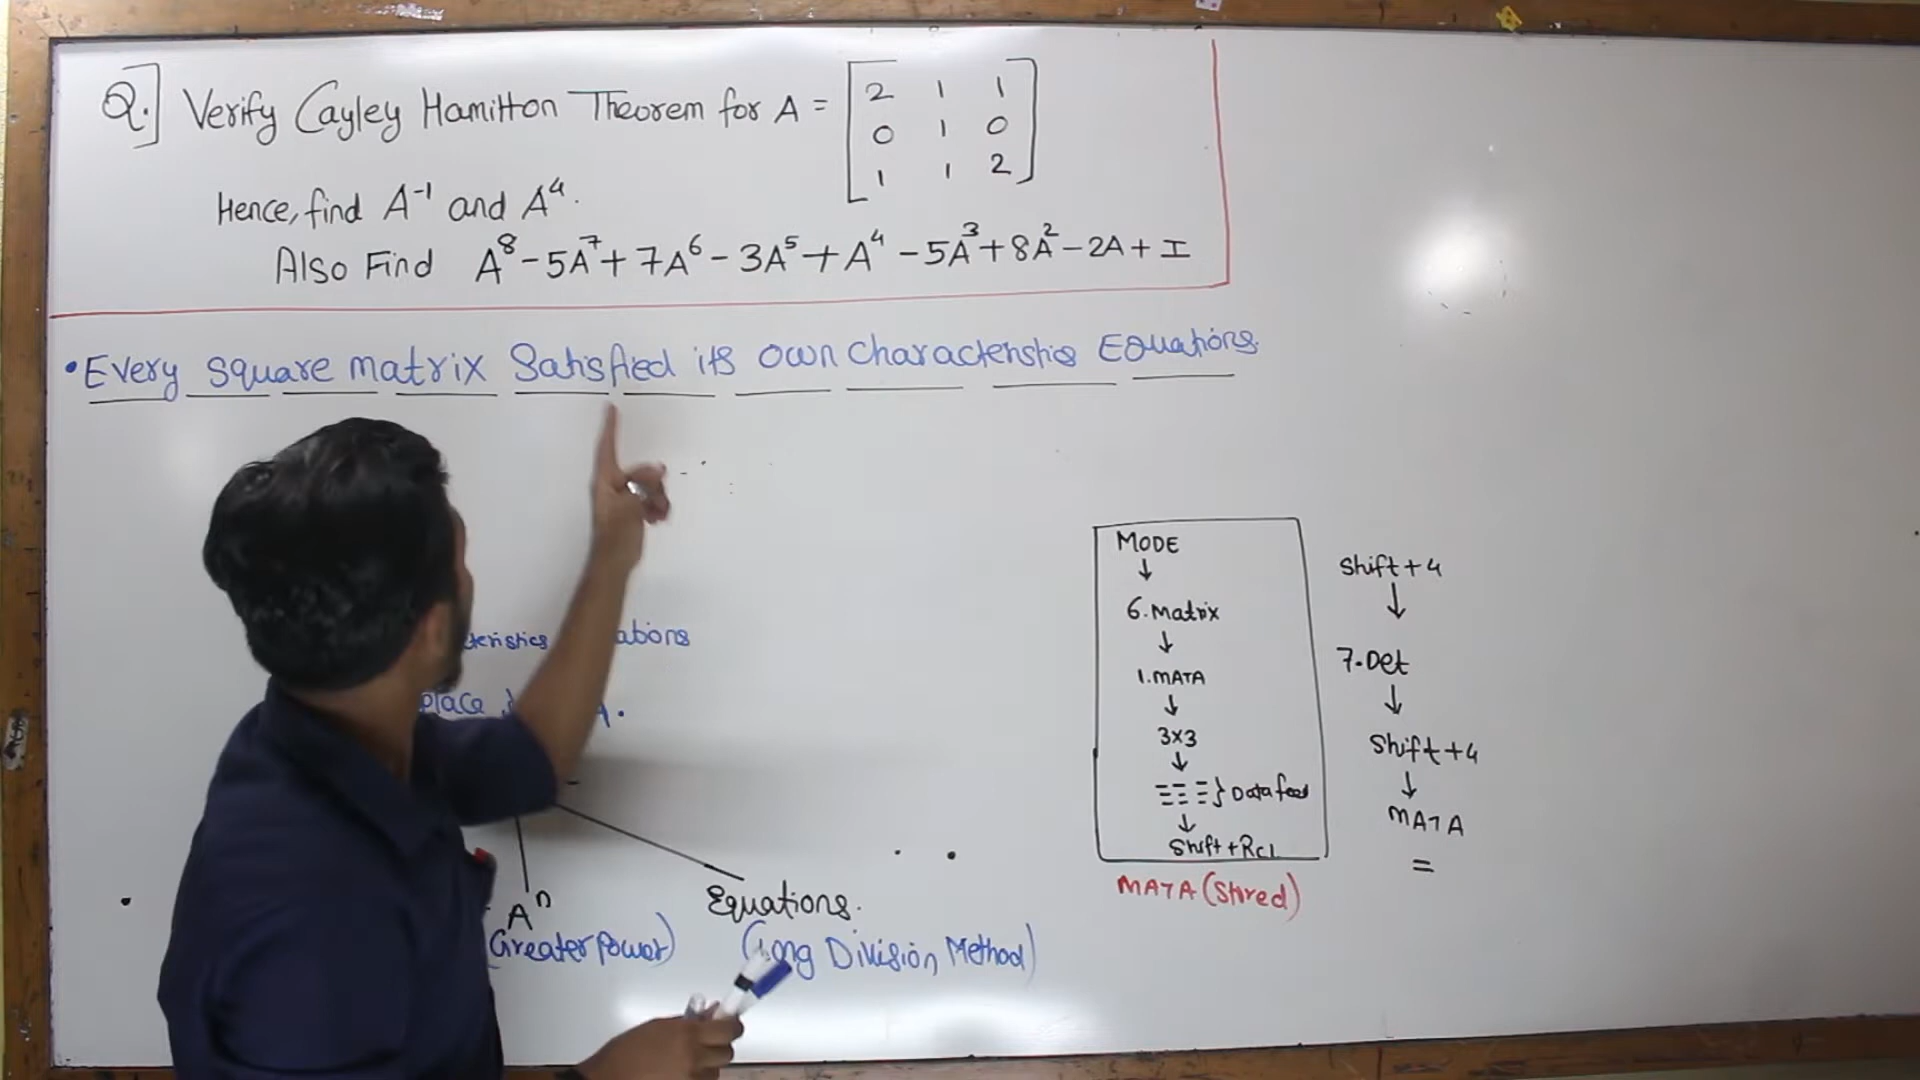 Q.] Verify Cayley Hamilton Theorem for A = [2 1 1
0 1 0
1 1 2]
Hence, find A⁻¹ and A⁴.
Also Find A⁸ - 5A⁷ + 7A⁶ - 3A⁵ + A⁴ - 5A³ + 8A² - 2A + I
• Every square matrix Satisfied its own characteristics Equations.
teristics ations
place A.
Aⁿ
(Greater Power)
Equations.
(Long Division Method)
MODE
↓
6. Matrix
↓
1. MATA
↓
3×3
↓
} Data feed
↓
Shift + RCL
MATA (Stored)
Shift + 4
↓
7. Det
↓
Shift + 4
↓
MATA
=